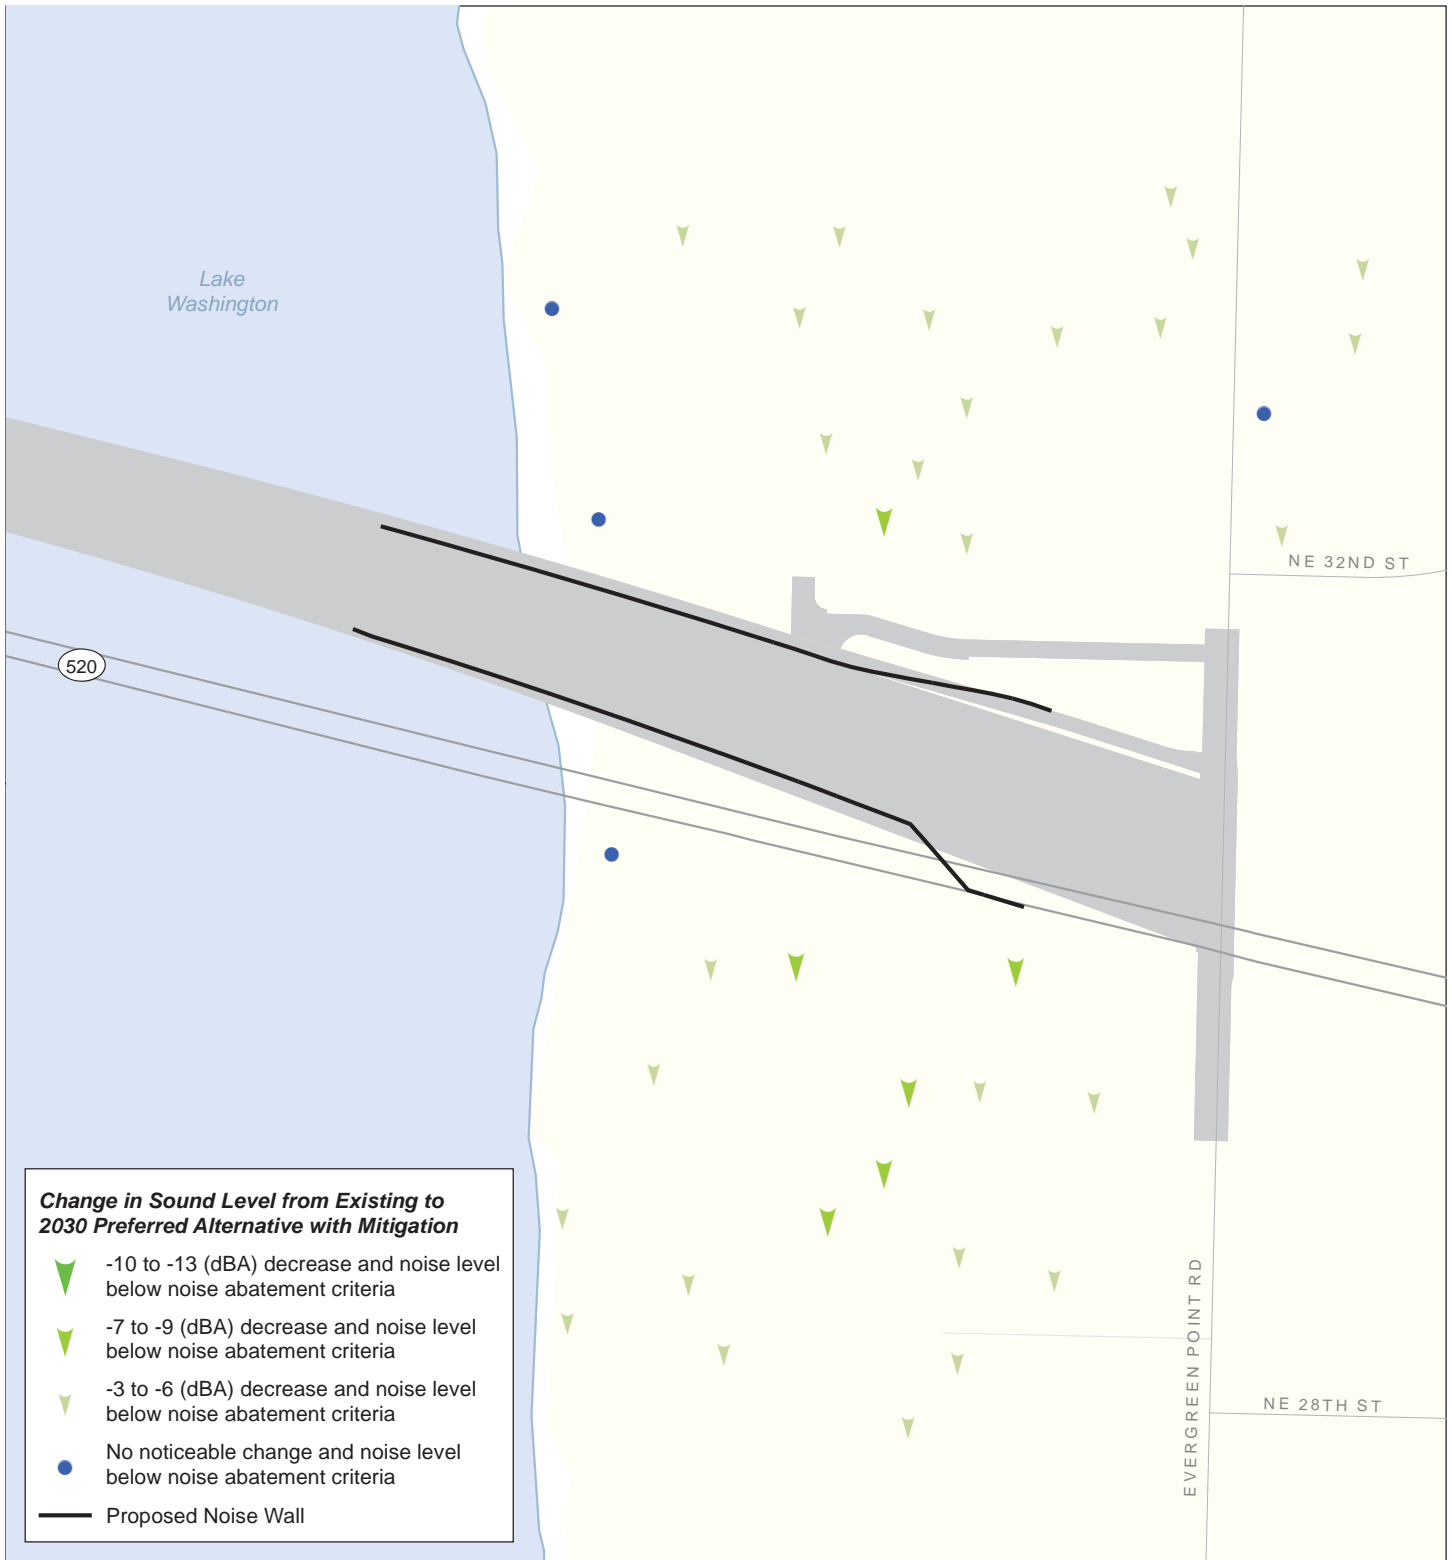 Lake
Washington
NE 32ND ST
520
EVERGREEN POINT RD
NE 28TH ST
Change in Sound Level from Existing to
2030 Preferred Alternative with Mitigation
-10 to -13 (dBA) decrease and noise level
below noise abatement criteria
-7 to -9 (dBA) decrease and noise level
below noise abatement criteria
-3 to -6 (dBA) decrease and noise level
below noise abatement criteria
No noticeable change and noise level
below noise abatement criteria
Proposed Noise Wall